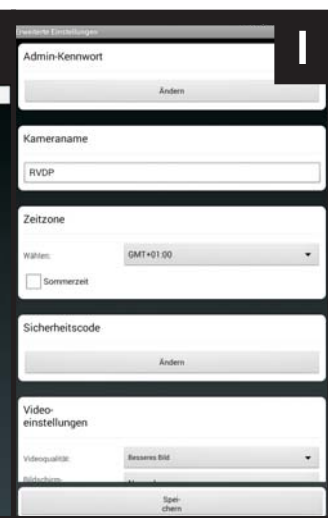 Erweiterte Einstellungen
I
Admin-Kennwort
Ändern
Kameraname
RVDP
Zeitzone
Wählen:
GMT+01:00
Sommerzeit
Sicherheitscode
Ändern
Video-
einstellungen
Videoqualität:
Besseres Bild
Bildschirm-
Spei-
chern